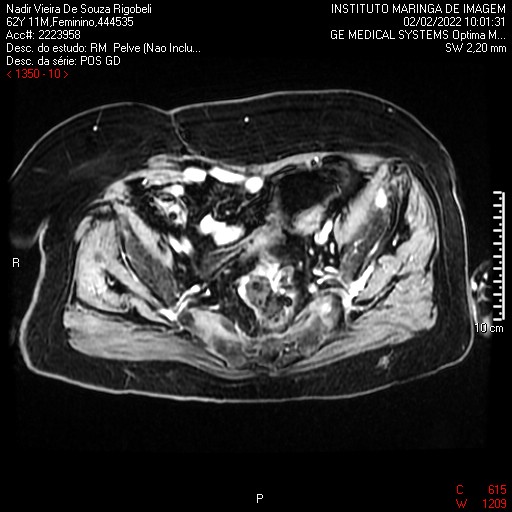 Nadir Vieira De Souza Rigobeli
62Y 11M,Feminino,444535
Acc#: 2223958
Desc. do estudo: RM Pelve (Nao Inclu...
Desc. da série: POS GD
< 1350 - 10 >
INSTITUTO MARINGA DE IMAGEM
02/02/2022 10:01:31
GE MEDICAL SYSTEMS Optima M...
SW 2,20 mm
R
10 cm
P
C 615
W 1209